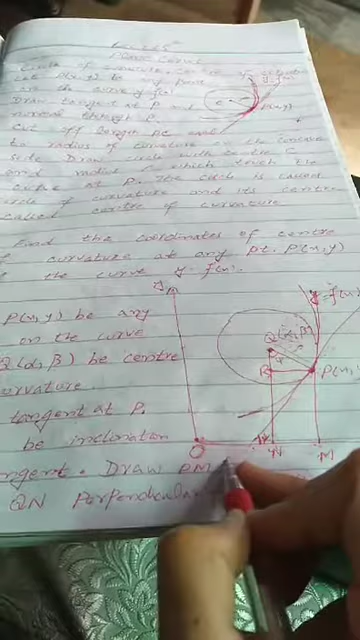 Plane Curve
Circle of curvature, centre
Let P(x,y) be any point
on the curve y = f(x)
Draw tangent at P and
normal through P.
Cut off length PC equal
to radius of curvature on the concave
side Draw circle with centre C
and radius which touch the
curve at P. The circle is called
circle of curvature and its centre
called centre of curvature
Find the coordinates of centre
of curvature at any pt. P(x,y)
of the curve y = f(x).
P(x,y) be any
on the curve
Q(α,β) be centre
curvature
tangent at P.
be inclination
tangent. Draw PM
QN Perpendicular
C
P(x,y)
y
y = f(x)
Q(α,β)
R
P(x,
O
N
M